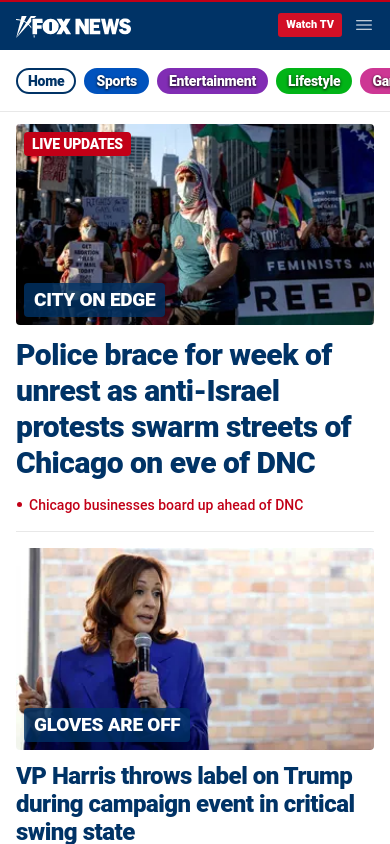 FOX NEWS
Watch TV
Home
Sports
Entertainment
Lifestyle
Ga
LIVE UPDATES
GET
FEMINISTS
REE P
CITY ON EDGE
Police brace for week of
unrest as anti-Israel
protests swarm streets of
Chicago on eve of DNC
• Chicago businesses board up ahead of DNC
GLOVES ARE OFF
VP Harris throws label on Trump
during campaign event in critical
swing state